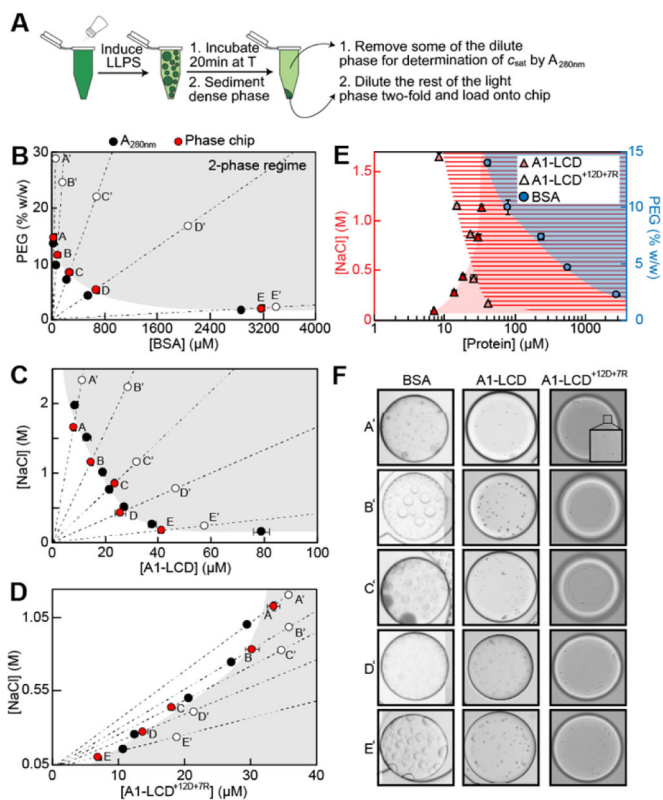 A
Induce
LLPS
1. Incubate
20min at T
2. Sediment
dense phase
1. Remove some of the dilute
phase for determination of csat by A280nm
2. Dilute the rest of the light
phase two-fold and load onto chip
A280nm Phase chip
B
PEG (% w/w)
30
20
10
0
2-phase regime
A'
B'
C'
D'
E'
A
B
C
D
E
0 800 1600 2400 3200 4000
[BSA] (µM)
C
[NaCl] (M)
2
1
0
A'
B'
C'
D'
E'
A
B
C
D
E
0 20 40 60 80 100
[A1-LCD] (µM)
D
[NaCl] (M)
1.05
0.55
0.05
A'
B'
C'
D'
E'
A
B
C
D
E
10 20 30 40
[A1-LCD+12D+7R] (µM)
E
[NaCl] (M)
1.5
1.0
0.5
0
A1-LCD
A1-LCD+12D+7R
BSA
15
10
5
0
PEG (% w/w)
1 10 100 1000
[Protein] (µM)
F
BSA A1-LCD A1-LCD+12D+7R
A'
B'
C'
D'
E'